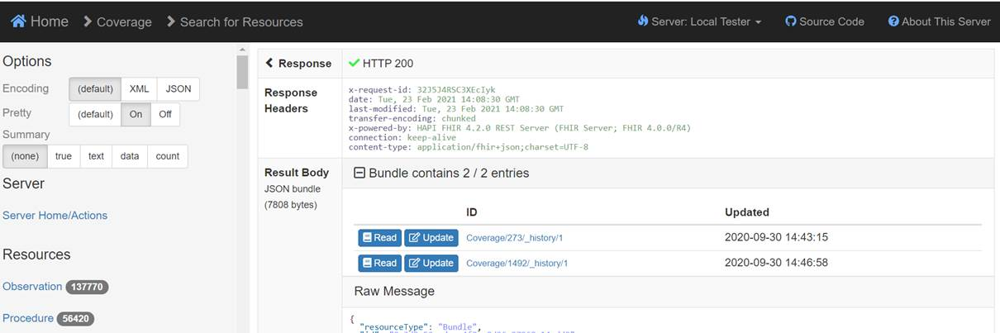 Home Coverage Search for Resources Server: Local Tester Source Code About This Server
Options
Encoding (default) XML JSON
Pretty (default) On Off
Summary
(none) true text data count
Server
Server Home/Actions
Resources
Observation 137770
Procedure 56420
Response HTTP 200
Response Headers
x-request-id: 32J5J4RSC3XEcIyk
date: Tue, 23 Feb 2021 14:08:30 GMT
last-modified: Tue, 23 Feb 2021 14:08:30 GMT
transfer-encoding: chunked
x-powered-by: HAPI FHIR 4.2.0 REST Server (FHIR Server; FHIR 4.0.0/R4)
connection: keep-alive
content-type: application/fhir+json;charset=UTF-8
Result Body
JSON bundle
(7808 bytes)
Bundle contains 2 / 2 entries
ID Updated
Read Update Coverage/273/_history/1 2020-09-30 14:43:15
Read Update Coverage/1492/_history/1 2020-09-30 14:46:58
Raw Message
{
"resourceType": "Bundle",